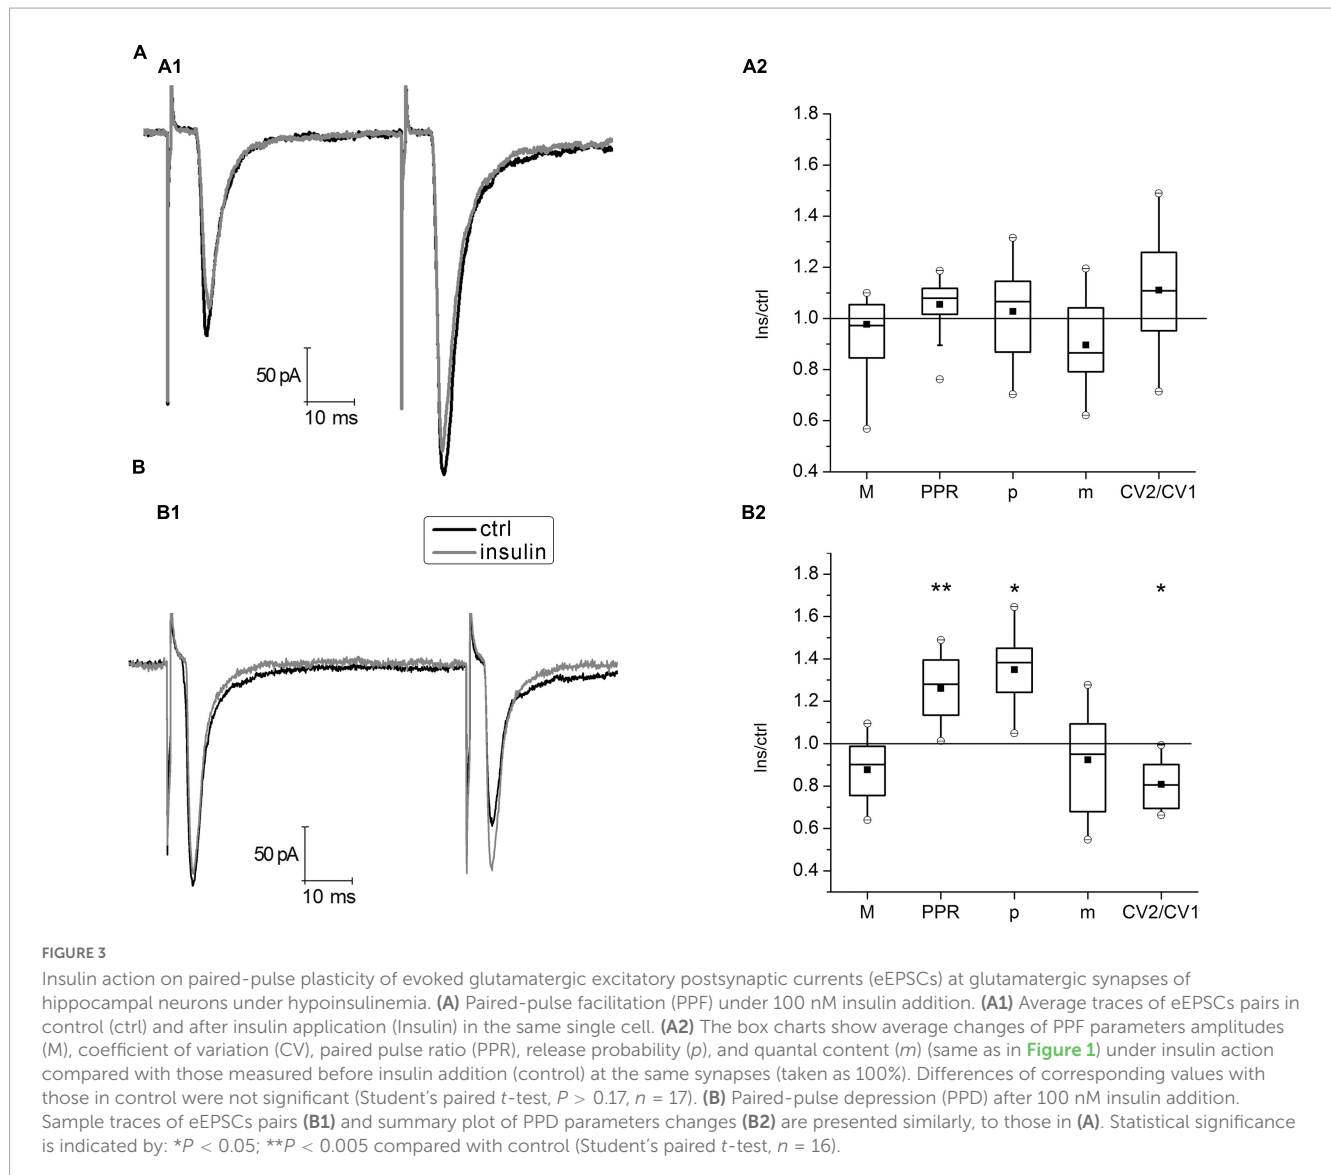 A
A1
50 pA
10 ms
A2
1.8
1.6
1.4
1.2
1.0
0.8
0.6
0.4
Ins/ctrl
M PPR p m CV2/CV1
B
B1
ctrl
insulin
50 pA
10 ms
B2
1.8
1.6
1.4
1.2
1.0
0.8
0.6
0.4
Ins/ctrl
** * *
M PPR p m CV2/CV1
FIGURE 3
Insulin action on paired-pulse plasticity of evoked glutamatergic excitatory postsynaptic currents (eEPSCs) at glutamatergic synapses of
hippocampal neurons under hypoinsulinemia. (A) Paired-pulse facilitation (PPF) under 100 nM insulin addition. (A1) Average traces of eEPSCs pairs in
control (ctrl) and after insulin application (Insulin) in the same single cell. (A2) The box charts show average changes of PPF parameters amplitudes
(M), coefficient of variation (CV), paired pulse ratio (PPR), release probability (p), and quantal content (m) (same as in Figure 1) under insulin action
compared with those measured before insulin addition (control) at the same synapses (taken as 100%). Differences of corresponding values with
those in control were not significant (Student's paired t-test, P > 0.17, n = 17). (B) Paired-pulse depression (PPD) after 100 nM insulin addition.
Sample traces of eEPSCs pairs (B1) and summary plot of PPD parameters changes (B2) are presented similarly, to those in (A). Statistical significance
is indicated by: *P < 0.05; **P < 0.005 compared with control (Student's paired t-test, n = 16).